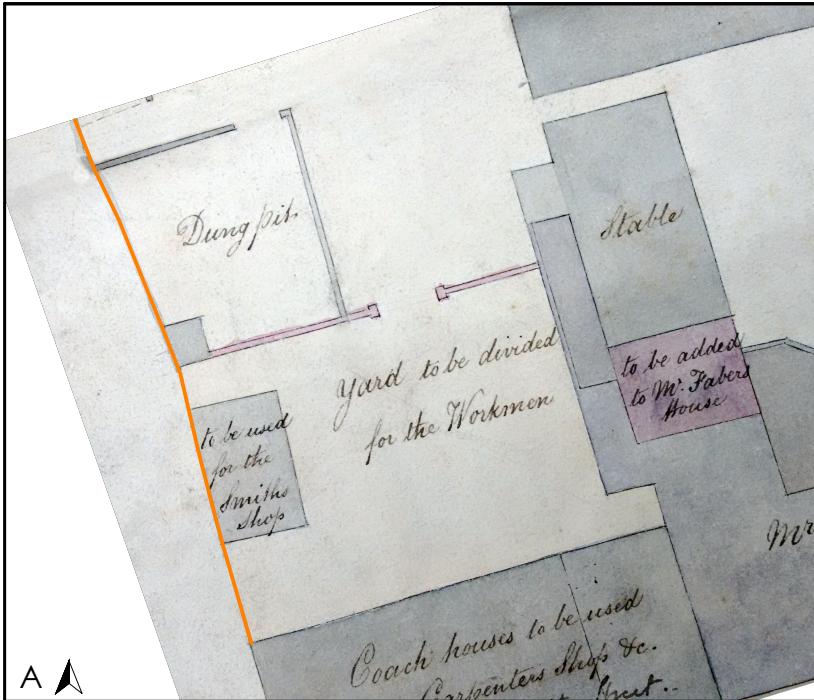 Dung pit
Stable
Yard to be divided
for the Workmen
to be added
to Mr. Fabers
House
to be used
for the
Smiths
Shop
Mr
Coach houses to be used
Carpenters Shop &c.
A